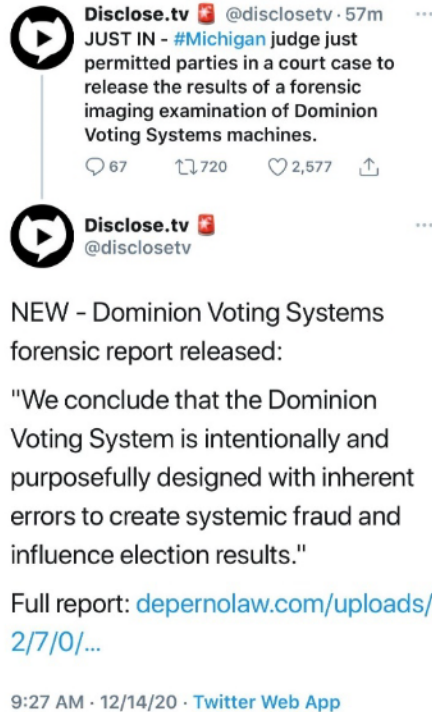 Disclose.tv 🚨 @disclosetv · 57m
JUST IN - #Michigan judge just
permitted parties in a court case to
release the results of a forensic
imaging examination of Dominion
Voting Systems machines.
67 720 2,577
Disclose.tv 🚨
@disclosetv
NEW - Dominion Voting Systems
forensic report released:
"We conclude that the Dominion
Voting System is intentionally and
purposefully designed with inherent
errors to create systemic fraud and
influence election results."
Full report: depernolaw.com/uploads/
2/7/0/...
9:27 AM · 12/14/20 · Twitter Web App